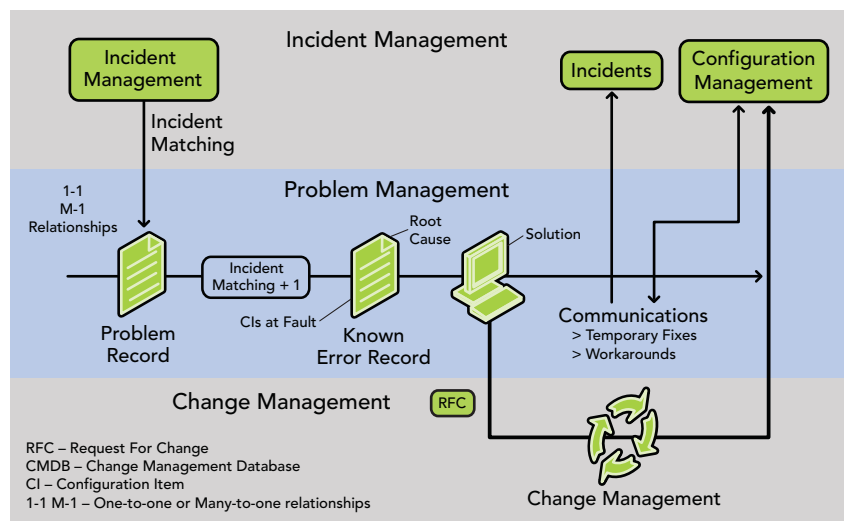 Incident Management
Incident
Management
Incidents
Configuration
Management
Incident
Matching
Problem Management
1-1
M-1
Relationships
Root
Cause
Solution
Incident
Matching + 1
CIs at Fault
Problem
Record
Known
Error Record
Communications
> Temporary Fixes
> Workarounds
Change Management
RFC
RFC – Request For Change
CMDB – Change Management Database
CI – Configuration Item
1-1 M-1 – One-to-one or Many-to-one relationships
Change Management